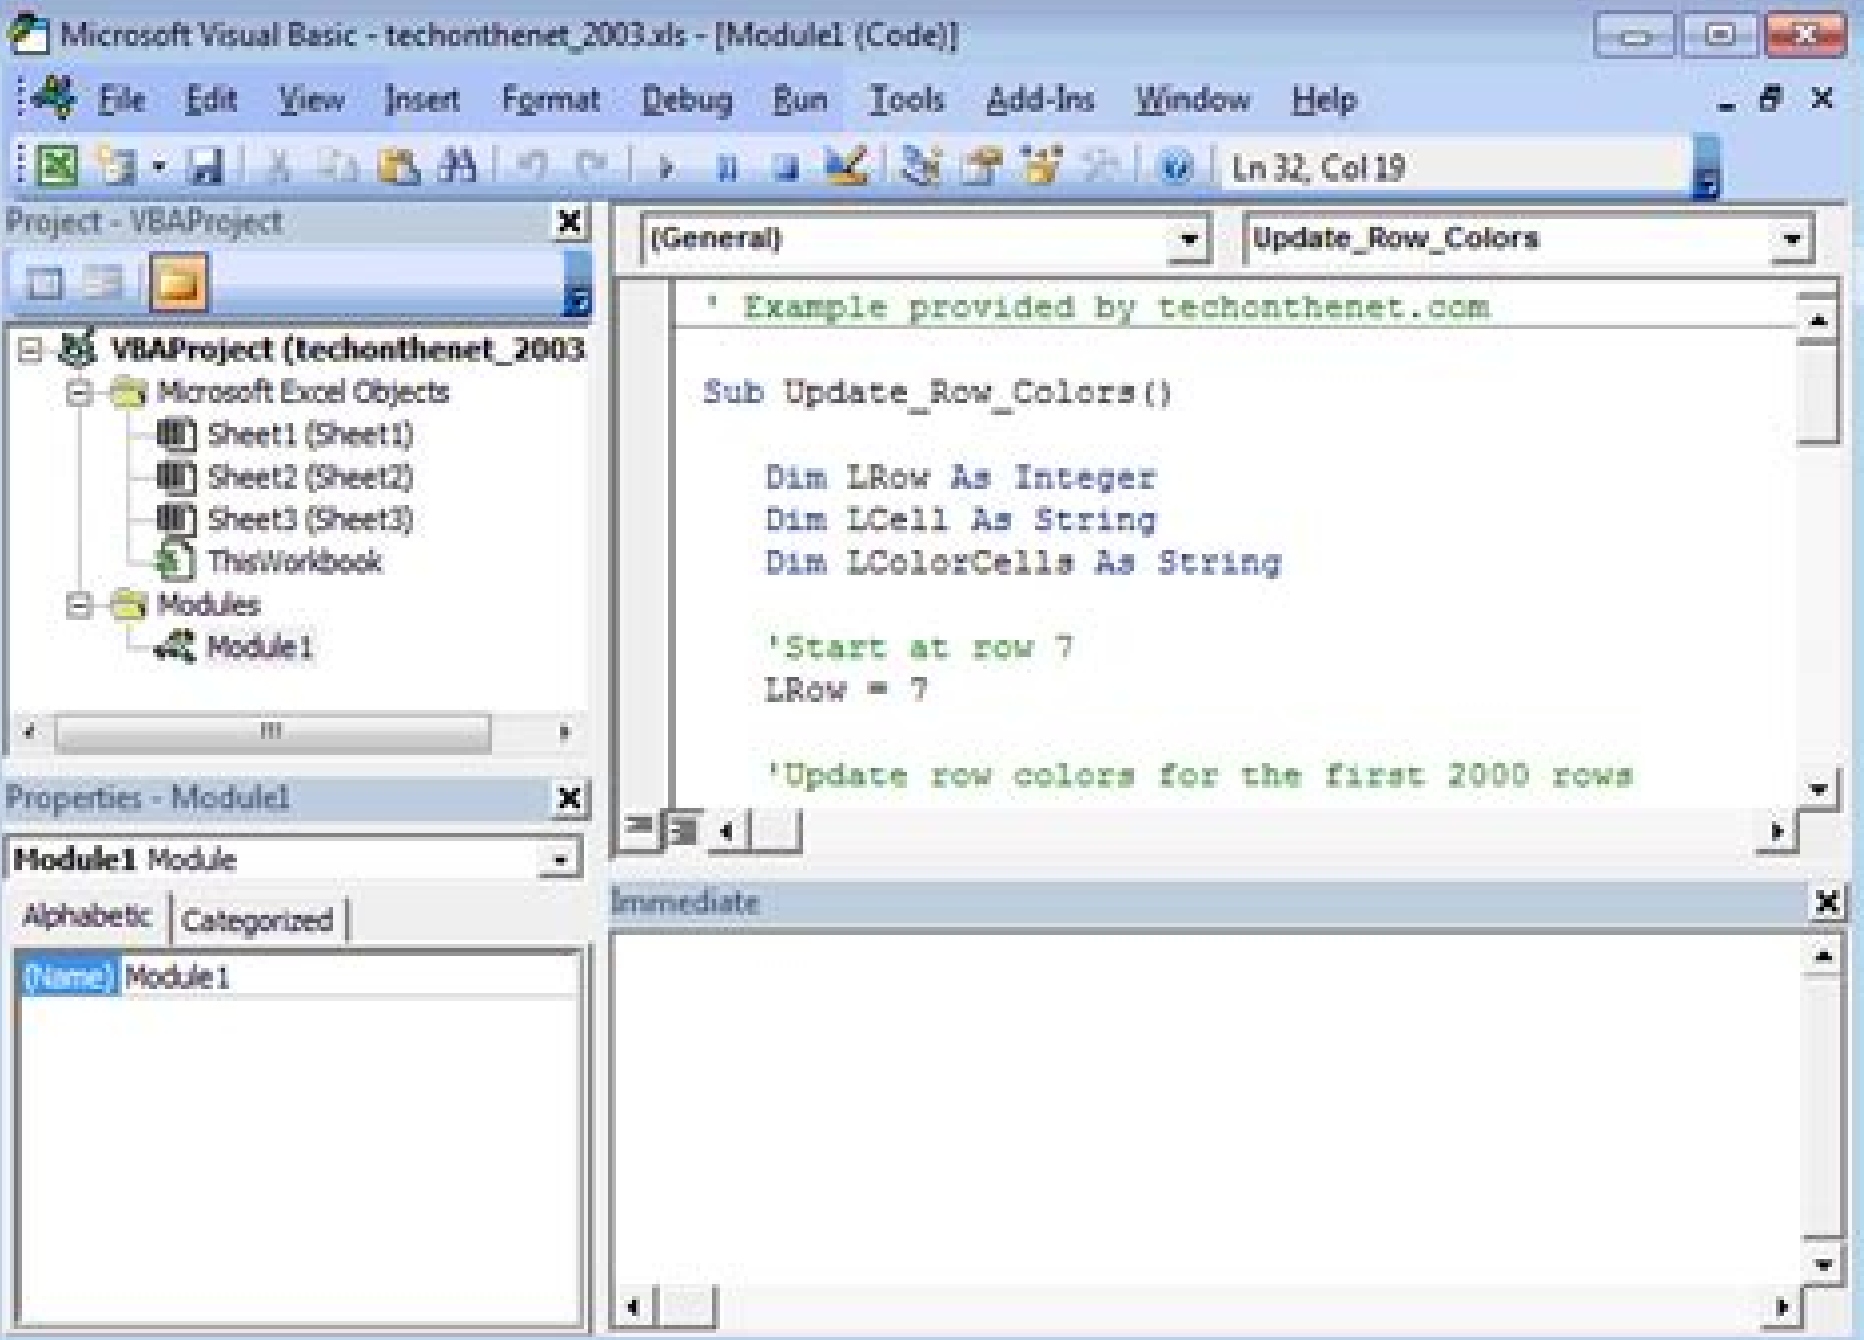 Microsoft Visual Basic - techonthenet_2003.xls - [Module1 (Code)]
File Edit View Insert Format Debug Run Tools Add-Ins Window Help
Ln 32, Col 19
Project - VBAProject
VBAProject (techonthenet_2003
Microsoft Excel Objects
Sheet1 (Sheet1)
Sheet2 (Sheet2)
Sheet3 (Sheet3)
ThisWorkbook
Modules
Module1
Properties - Module1
Module1 Module
Alphabetic Categorized
(Name) Module1
(General) Update_Row_Colors
' Example provided by techonthenet.com
Sub Update_Row_Colors()
Dim LRow As Integer
Dim LCell As String
Dim LColorCells As String
'Start at row 7
LRow = 7
'Update row colors for the first 2000 rows
Immediate